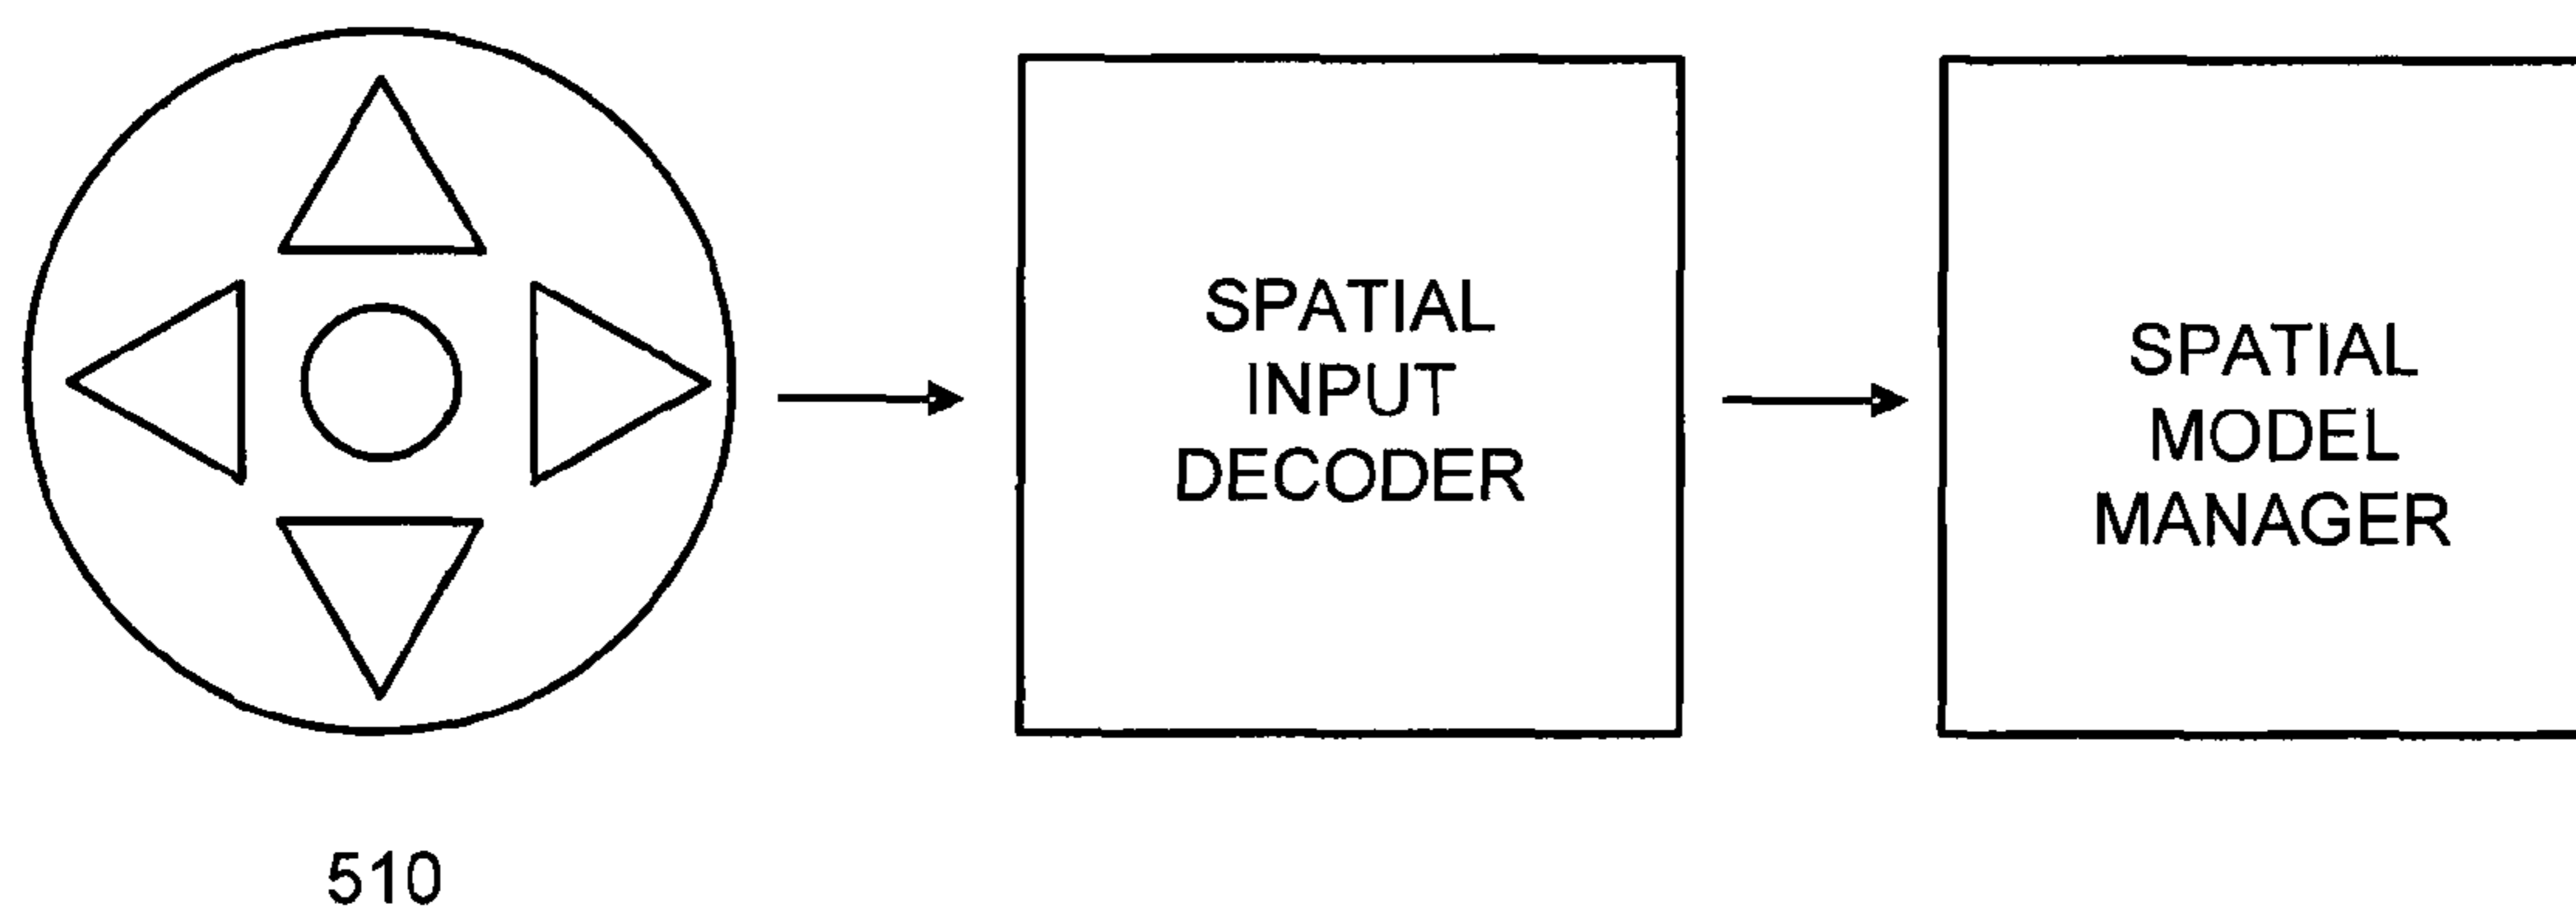 SPATIAL
INPUT
DECODER
SPATIAL
MODEL
MANAGER
510